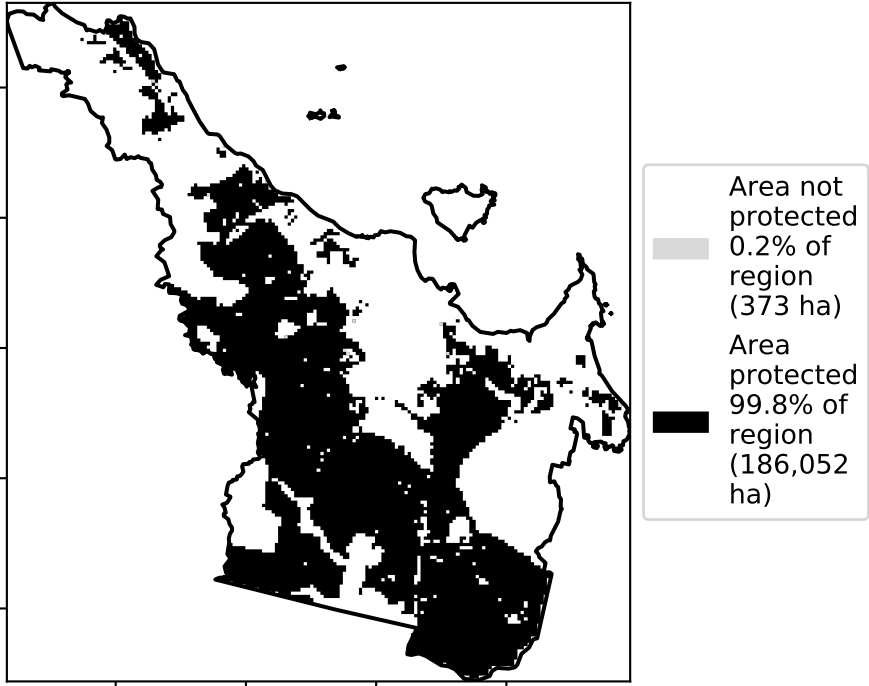 Area not
protected
0.2% of
region
(373 ha)
Area
protected
99.8% of
region
(186,052
ha)